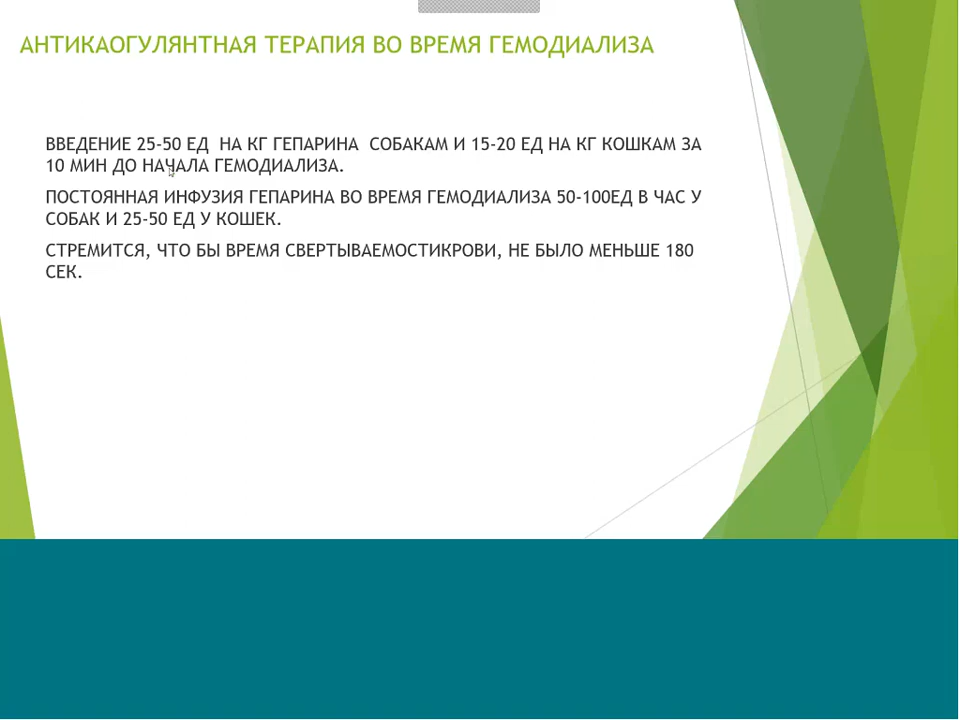 АНТИКАОГУЛЯНТНАЯ ТЕРАПИЯ ВО ВРЕМЯ ГЕМОДИАЛИЗА
ВВЕДЕНИЕ 25-50 ЕД НА КГ ГЕПАРИНА СОБАКАМ И 15-20 ЕД НА КГ КОШКАМ ЗА
10 МИН ДО НАЧАЛА ГЕМОДИАЛИЗА.
ПОСТОЯННАЯ ИНФУЗИЯ ГЕПАРИНА ВО ВРЕМЯ ГЕМОДИАЛИЗА 50-100ЕД В ЧАС У
СОБАК И 25-50 ЕД У КОШЕК.
СТРЕМИТСЯ, ЧТО БЫ ВРЕМЯ СВЕРТЫВАЕМОСТИКРОВИ, НЕ БЫЛО МЕНЬШЕ 180
СЕК.